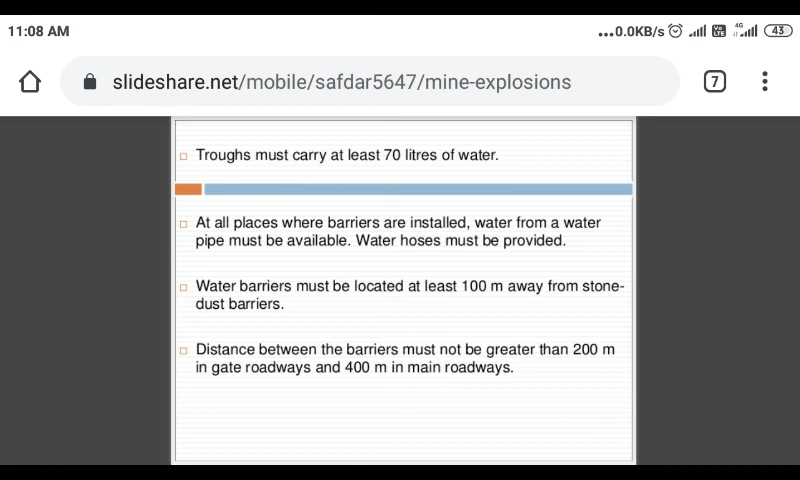 11:08 AM
...0.0KB/s 4G 43
slideshare.net/mobile/safdar5647/mine-explosions
7
Troughs must carry at least 70 litres of water.
At all places where barriers are installed, water from a water
pipe must be available. Water hoses must be provided.
Water barriers must be located at least 100 m away from stone-
dust barriers.
Distance between the barriers must not be greater than 200 m
in gate roadways and 400 m in main roadways.